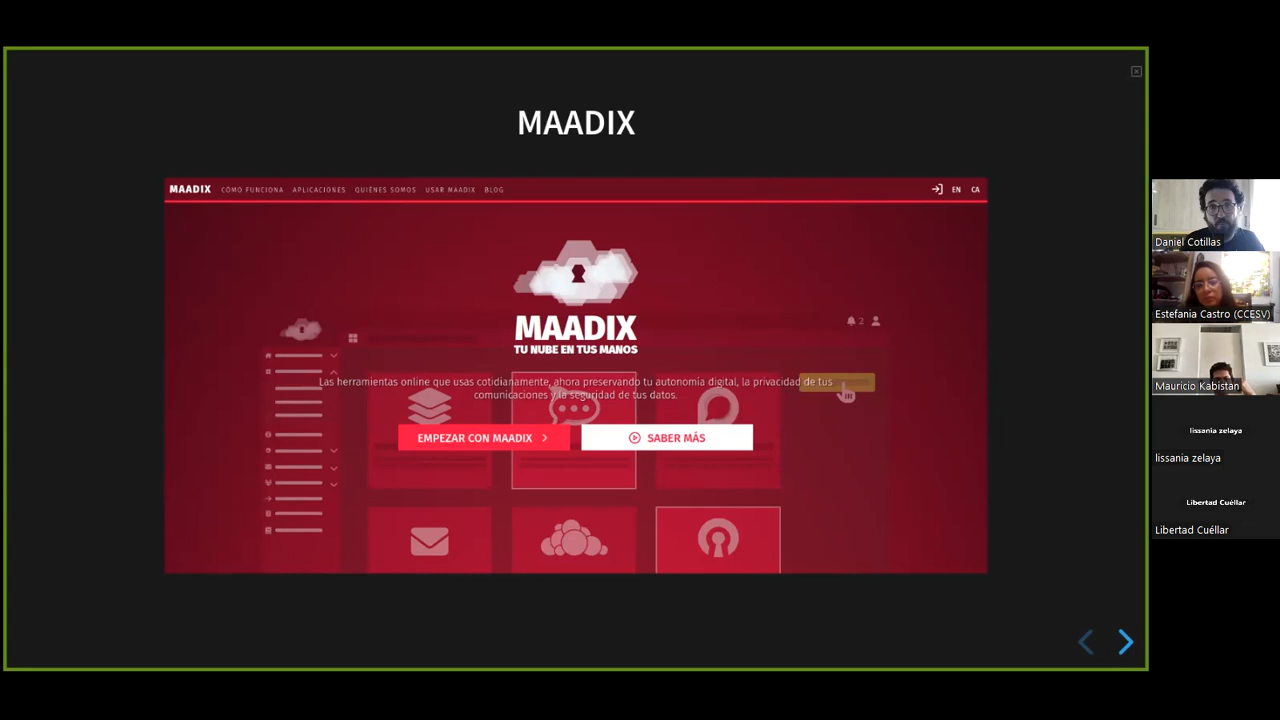 MAADIX
MAADIX CÓMO FUNCIONA APLICACIONES QUIÉNES SOMOS USAR MAADIX BLOG EN CA
MAADIX
TU NUBE EN TUS MANOS
2
Las herramientas online que usas cotidianamente, ahora preservando tu autonomía digital, la privacidad de tus
comunicaciones y la seguridad de tus datos.
EMPEZAR CON MAADIX
SABER MÁS
Daniel Cotillas
Estefania Castro (CCESV)
Mauricio Kabistan
lissania zelaya
lissania zelaya
Libertad Cuéllar
Libertad Cuéllar